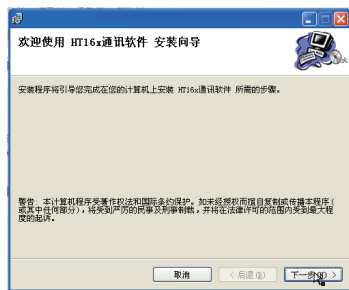 欢迎使用 HT16x通讯软件 安装向导
安装程序将引导您完成在您的计算机上安装 HT16x通讯软件 所需的步骤。
警告: 本计算机程序受著作权法和国际条约保护。如未经授权而擅自复制或传播本程序(
或其中任何部分)，将受到严厉的民事及刑事制裁，并将在法律许可的范围内受到最大程
度的起诉。
取消 < 后退(B) 下一步(N) >